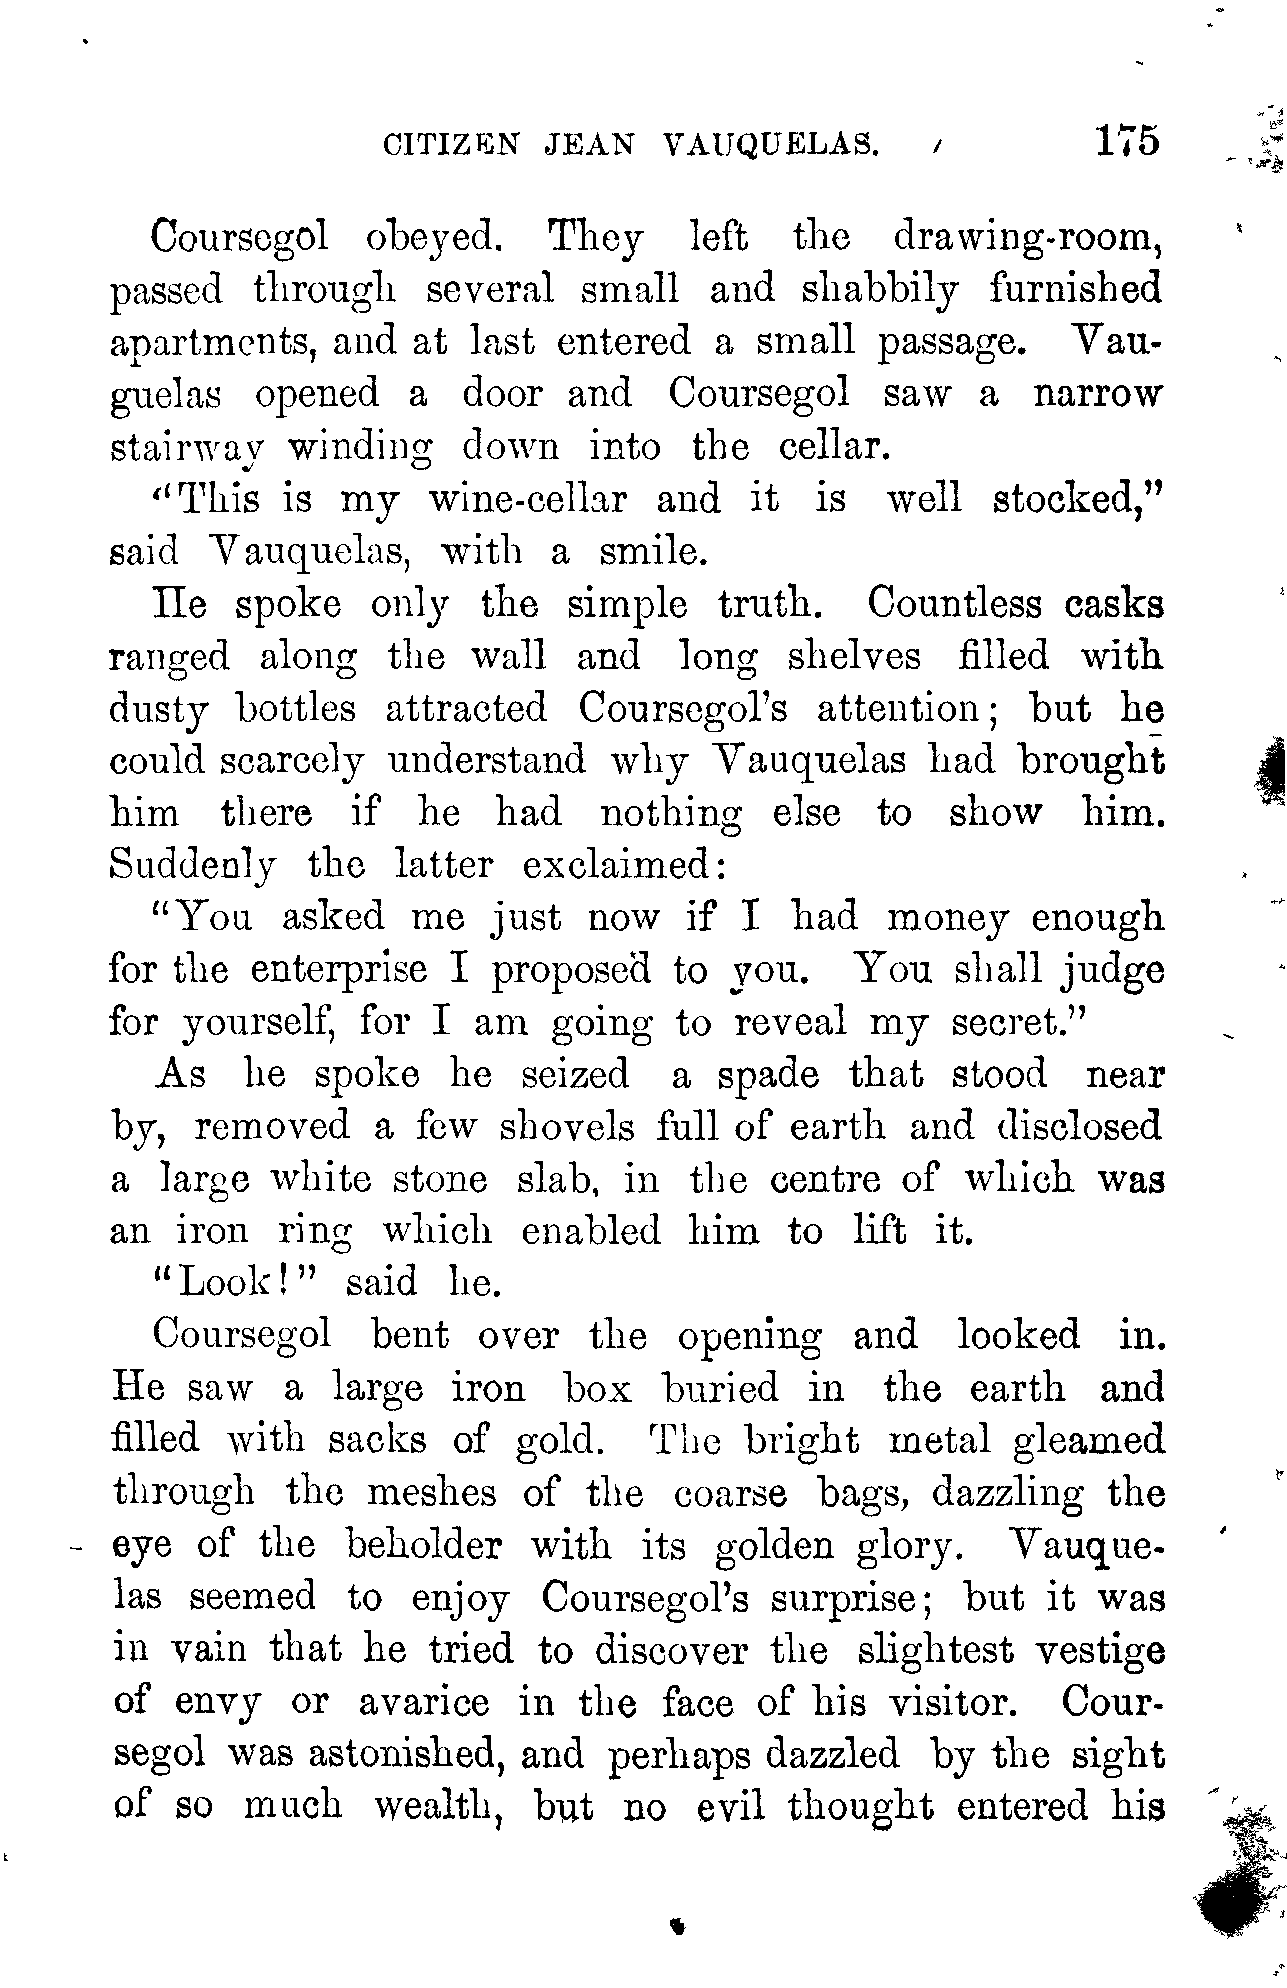 CITIZEN JEAN VAUQUELAS. 175
Coursegol obeyed. They left the drawing-room,
passed through several small and shabbily furnished
apartments, and at last entered a small passage. Vau-
guelas opened a door and Coursegol saw a narrow
stairway winding down into the cellar.
"This is my wine-cellar and it is well stocked,"
said Vauquelas, with a smile.
He spoke only the simple truth. Countless casks
ranged along the wall and long shelves filled with
dusty bottles attracted Coursegol's attention; but he
could scarcely understand why Vauquelas had brought
him there if he had nothing else to show him.
Suddenly the latter exclaimed:
"You asked me just now if I had money enough
for the enterprise I proposed to you. You shall judge
for yourself, for I am going to reveal my secret."
As he spoke he seized a spade that stood near
by, removed a few shovels full of earth and disclosed
a large white stone slab, in the centre of which was
an iron ring which enabled him to lift it.
"Look!" said he.
Coursegol bent over the opening and looked in.
He saw a large iron box buried in the earth and
filled with sacks of gold. The bright metal gleamed
through the meshes of the coarse bags, dazzling the
eye of the beholder with its golden glory. Vauque-
las seemed to enjoy Coursegol's surprise; but it was
in vain that he tried to discover the slightest vestige
of envy or avarice in the face of his visitor. Cour-
segol was astonished, and perhaps dazzled by the sight
of so much wealth, but no evil thought entered his